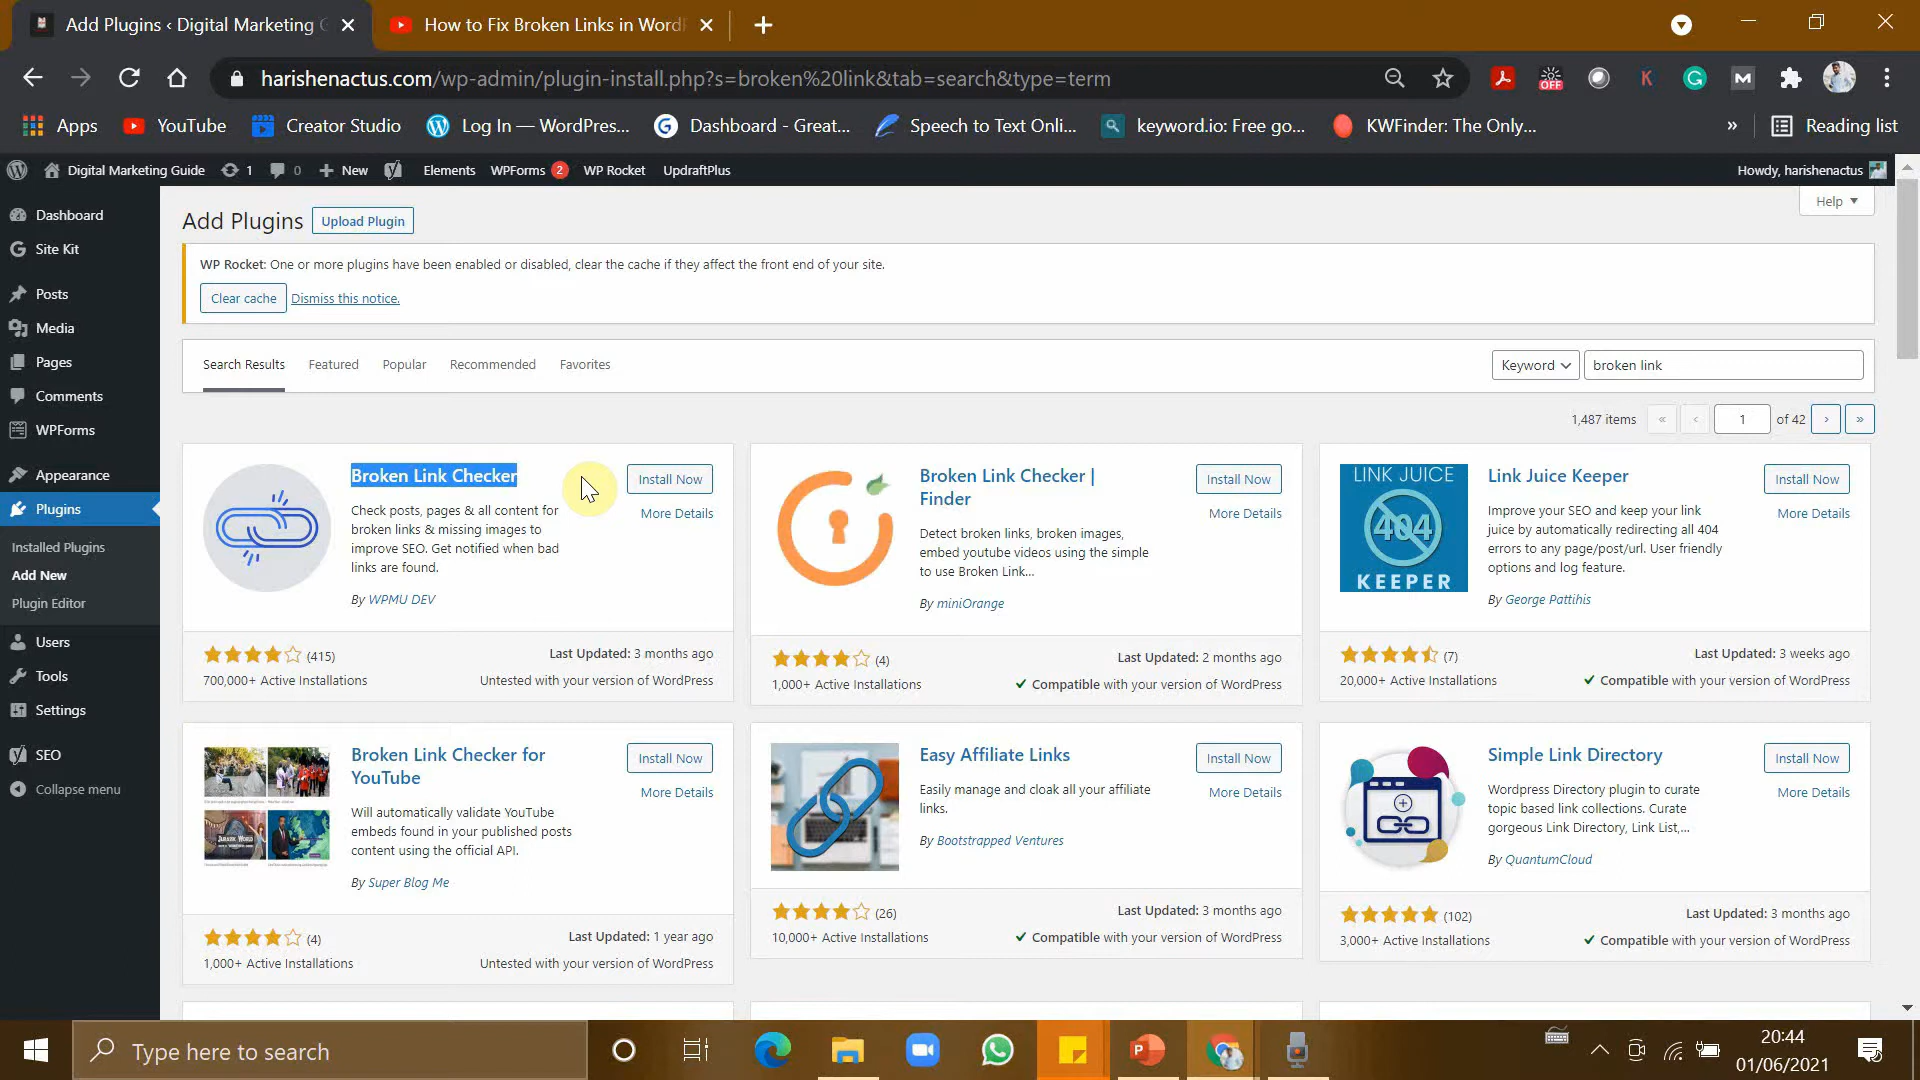 Add Plugins ‹ Digital Marketing G
How to Fix Broken Links in WordP
harishenactus.com/wp-admin/plugin-install.php?s=broken%20link&tab=search&type=term
OFF
K
Apps
YouTube
Creator Studio
Log In — WordPres...
Dashboard - Great...
Speech to Text Onli...
keyword.io: Free go...
KWFinder: The Only...
»
Reading list
Digital Marketing Guide
1
0
New
Elements
WPForms 2
WP Rocket
UpdraftPlus
Howdy, harishenactus
Dashboard
Site Kit
Posts
Media
Pages
Comments
WPForms
Appearance
Plugins
Installed Plugins
Add New
Plugin Editor
Users
Tools
Settings
SEO
Collapse menu
Help
Add Plugins
Upload Plugin
WP Rocket: One or more plugins have been enabled or disabled, clear the cache if they affect the front end of your site.
Clear cache
Dismiss this notice.
Search Results
Featured
Popular
Recommended
Favorites
Keyword
broken link
1,487 items « ‹ 1 of 42 › »
Broken Link Checker
Install Now
More Details
Check posts, pages & all content for
broken links & missing images to
improve SEO. Get notified when bad
links are found.
By WPMU DEV
(415)
700,000+ Active Installations
Last Updated: 3 months ago
Untested with your version of WordPress
Broken Link Checker |
Finder
Install Now
More Details
Detect broken links, broken images,
embed youtube videos using the simple
to use Broken Link...
By miniOrange
(4)
1,000+ Active Installations
Last Updated: 2 months ago
Compatible with your version of WordPress
LINK JUICE
404
KEEPER
Link Juice Keeper
Install Now
More Details
Improve your SEO and keep your link
juice by automatically redirecting all 404
errors to any page/post/url. User friendly
options and log feature.
By George Pattihis
(7)
20,000+ Active Installations
Last Updated: 3 weeks ago
Compatible with your version of WordPress
Broken Link Checker for
YouTube
Install Now
More Details
Will automatically validate YouTube
embeds found in your published posts
content using the official API.
By Super Blog Me
(4)
1,000+ Active Installations
Last Updated: 1 year ago
Untested with your version of WordPress
Easy Affiliate Links
Install Now
More Details
Easily manage and cloak all your affiliate
links.
By Bootstrapped Ventures
(26)
10,000+ Active Installations
Last Updated: 3 months ago
Compatible with your version of WordPress
Simple Link Directory
Install Now
More Details
Wordpress Directory plugin to curate
topic based link collections. Curate
gorgeous Link Directory, Link List,...
By QuantumCloud
(102)
3,000+ Active Installations
Last Updated: 3 months ago
Compatible with your version of WordPress
Type here to search
20:44
01/06/2021